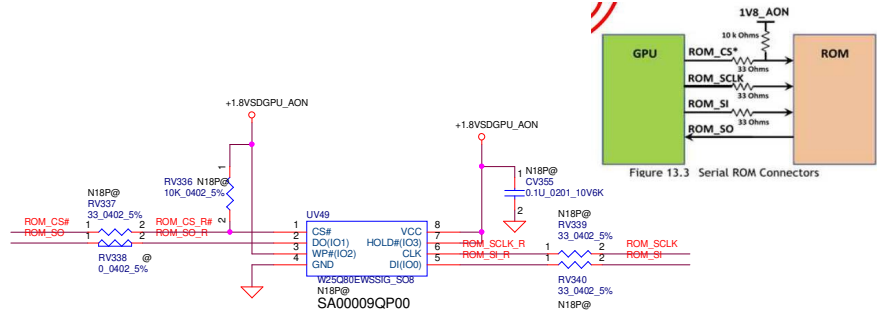 1V8_AON
10 k Ohms
GPU
ROM
ROM_CS*
33 Ohms
ROM_SCLK
33 Ohms
ROM_SI
33 Ohms
ROM_SO
Figure 13.3 Serial ROM Connectors
+1.8VSDGPU_AON
+1.8VSDGPU_AON
1
RV336 N18P@
10K_0402_5%
2
1
N18P@
CV355
0.1U_0201_10V6K
2
N18P@
RV337
33_0402_5%
ROM_CS# 1 2 ROM_CS_R#
ROM_SO 1 2 ROM_SO_R
RV338 @
0_0402_5%
UV49
1 CS# VCC 8
2 DO(IO1) HOLD#(IO3) 7
3 WP#(IO2) CLK 6
4 GND DI(IO0) 5
W25Q80EWSSIG_SO8
N18P@
SA00009QP00
N18P@
RV339
33_0402_5%
ROM_SCLK_R 1 2 ROM_SCLK
ROM_SI_R 1 2 ROM_SI
RV340
33_0402_5%
N18P@